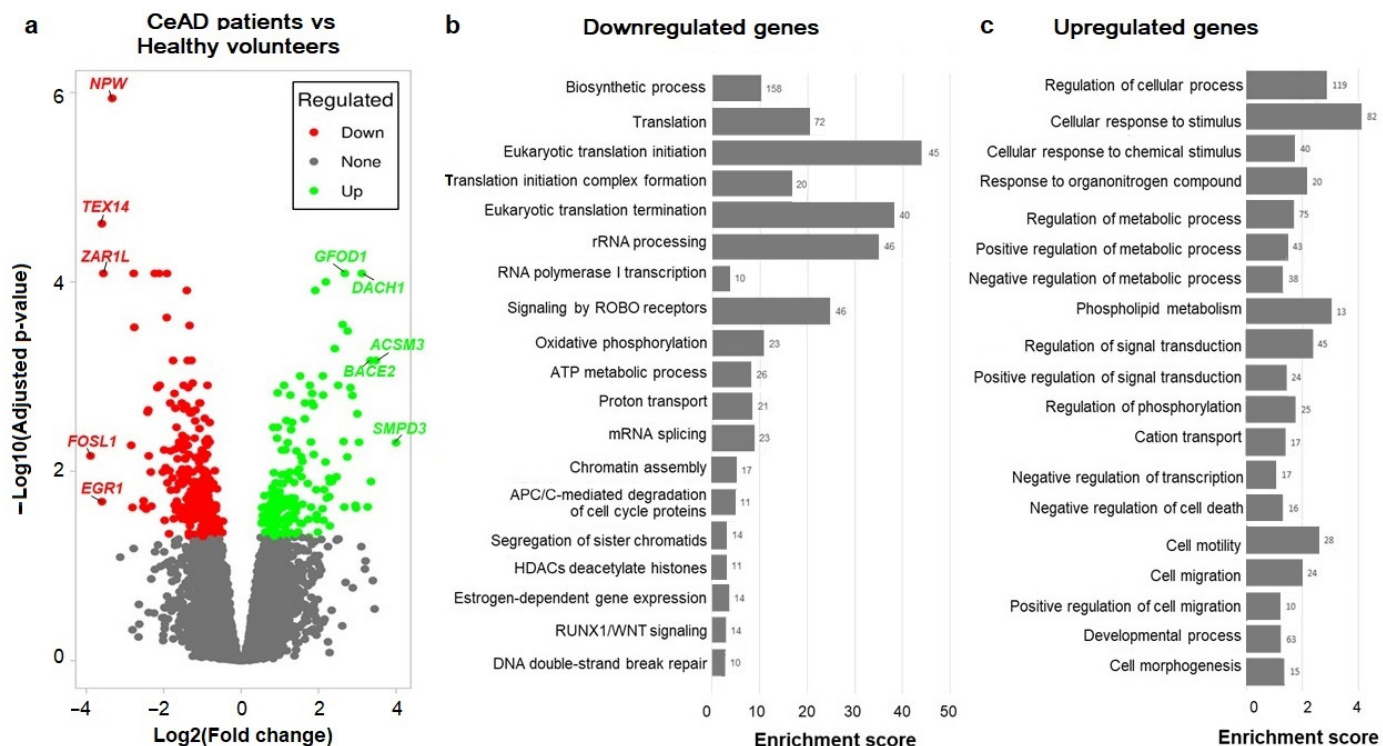 a
CeAD patients vs
Healthy volunteers
NPW
TEX14
ZAR1L
FOSL1
EGR1
GFOD1
DACH1
ACSM3
BACE2
SMPD3
Regulated
Down
None
Up
6
4
2
0
−Log10(Adjusted p-value)
−4 −2 0 2 4
Log2(Fold change)
b
Downregulated genes
Biosynthetic process 158
Translation 72
Eukaryotic translation initiation 45
Translation initiation complex formation 20
Eukaryotic translation termination 40
rRNA processing 46
RNA polymerase I transcription 10
Signaling by ROBO receptors 46
Oxidative phosphorylation 23
ATP metabolic process 26
Proton transport 21
mRNA splicing 23
Chromatin assembly 17
APC/C-mediated degradation
of cell cycle proteins 11
Segregation of sister chromatids 14
HDACs deacetylate histones 11
Estrogen-dependent gene expression 14
RUNX1/WNT signaling 14
DNA double-strand break repair 10
0 10 20 30 40 50
Enrichment score
c
Upregulated genes
Regulation of cellular process 119
Cellular response to stimulus 82
Cellular response to chemical stimulus 40
Response to organonitrogen compound 20
Regulation of metabolic process 75
Positive regulation of metabolic process 43
Negative regulation of metabolic process 38
Phospholipid metabolism 13
Regulation of signal transduction 45
Positive regulation of signal transduction 24
Regulation of phosphorylation 25
Cation transport 17
Negative regulation of transcription 17
Negative regulation of cell death 16
Cell motility 28
Cell migration 24
Positive regulation of cell migration 10
Developmental process 63
Cell morphogenesis 15
0 2 4
Enrichment score